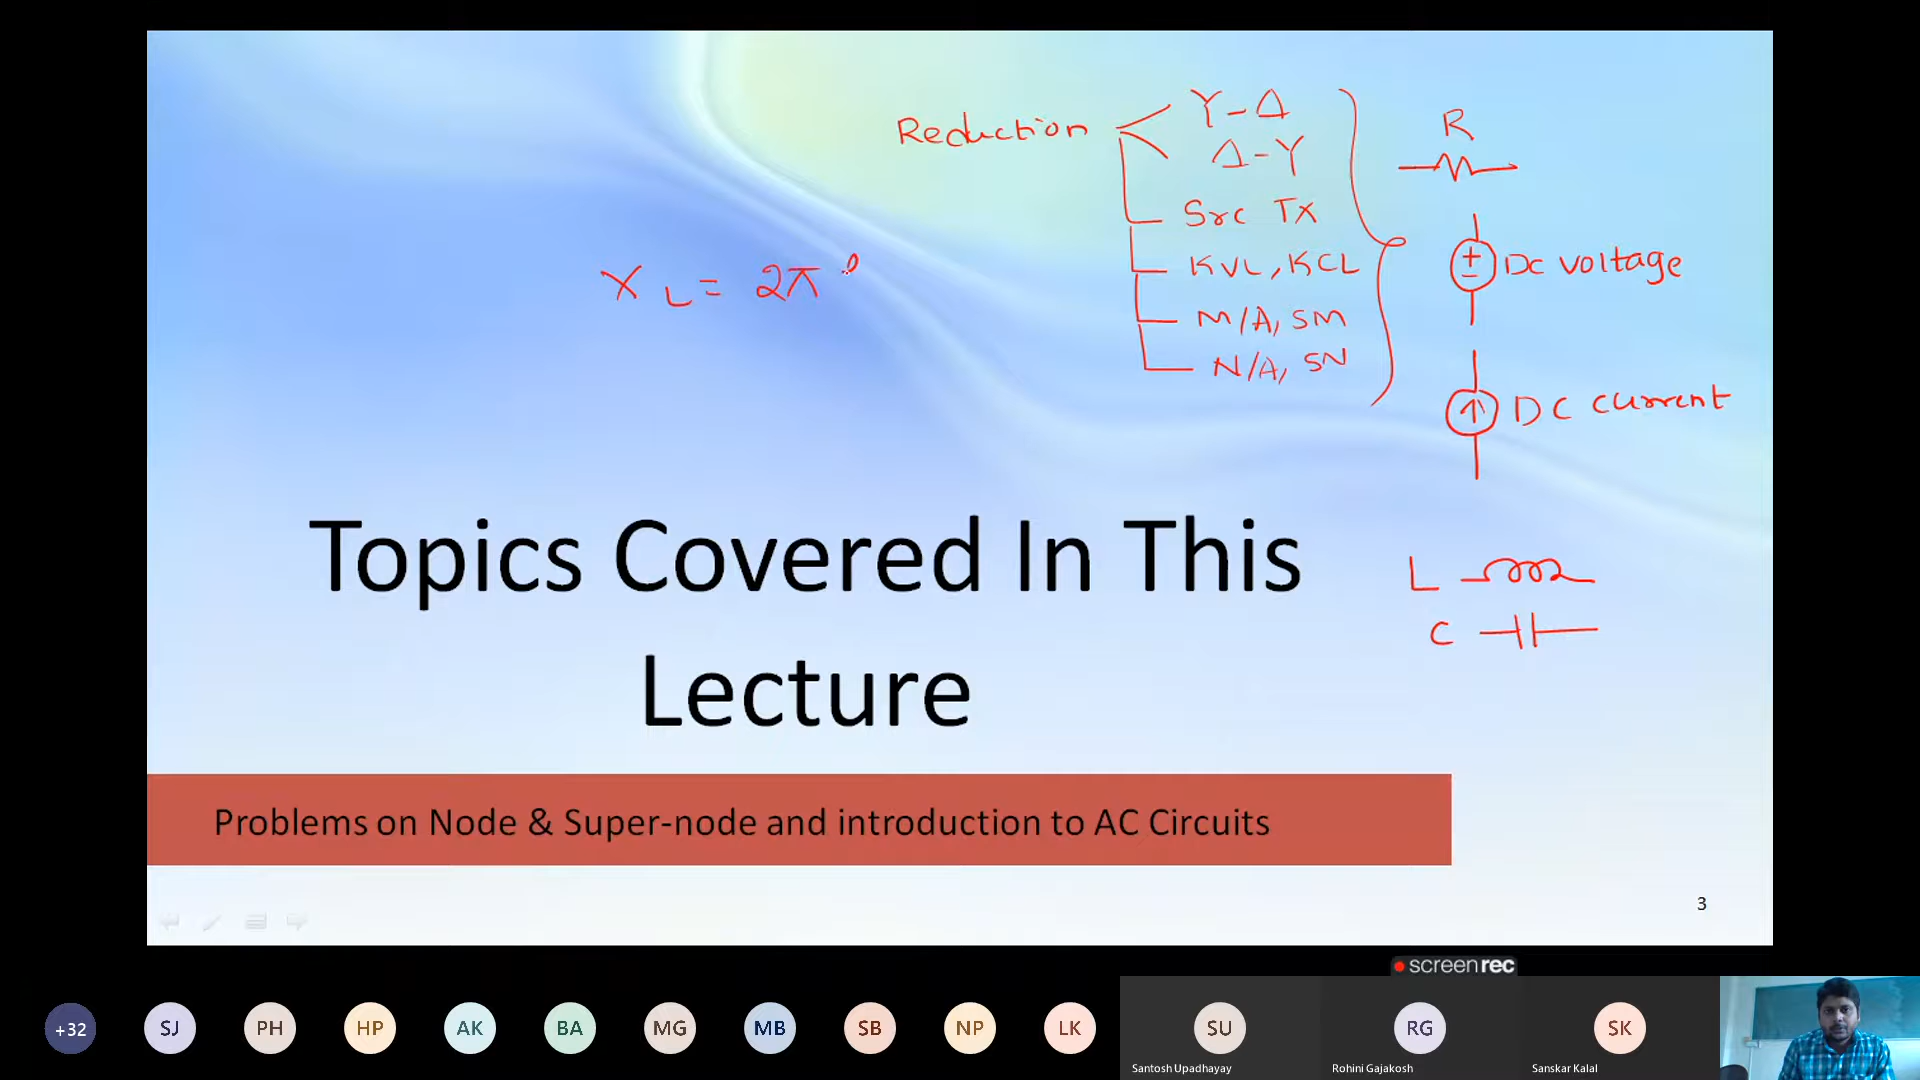 Reduction
Y-Δ
Δ-Y
Src TX
KVL, KCL
M/A, SM
N/A, SN
R
DC voltage
DC current
L
C
X L = 2π
Topics Covered In This
Lecture
Problems on Node & Super-node and introduction to AC Circuits
3
screenrec
+32
SJ
PH
HP
AK
BA
MG
MB
SB
NP
LK
SU
RG
SK
Santosh Upadhayay
Rohini Gajakosh
Sanskar Kalal